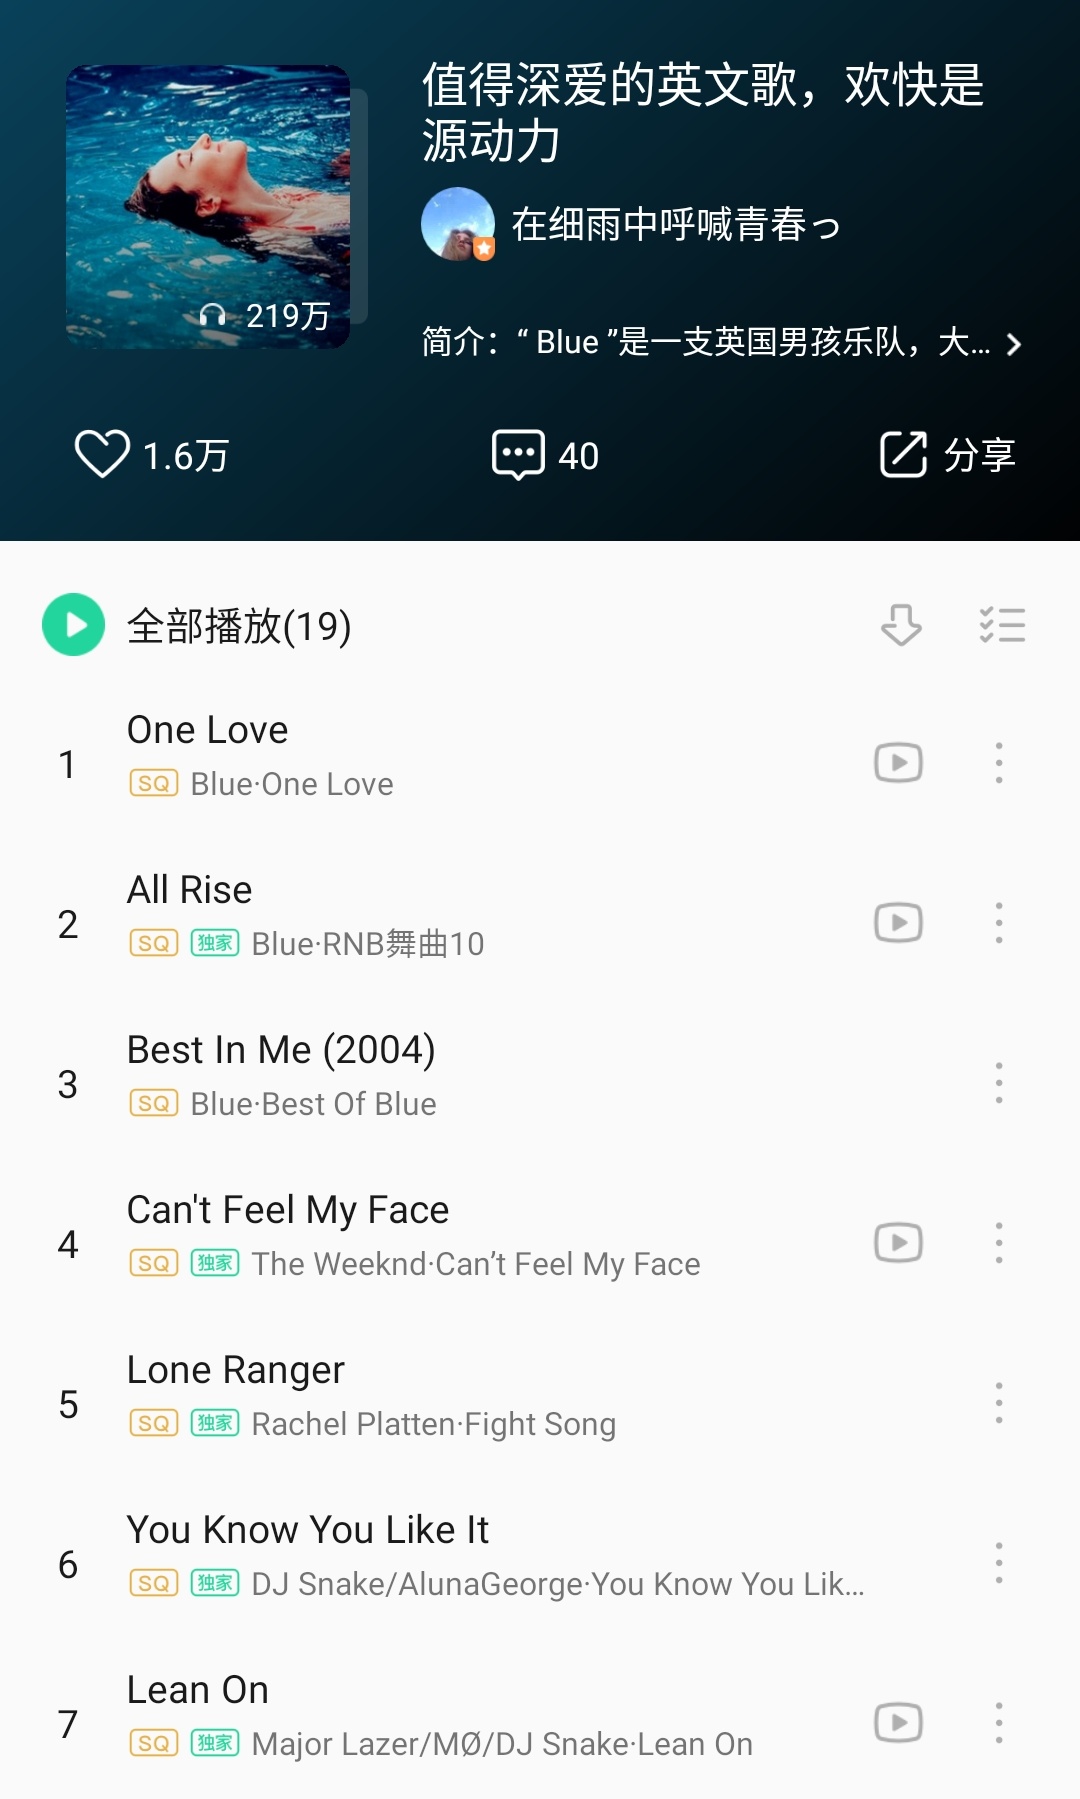 值得深爱的英文歌，欢快是
源动力
在细雨中呼喊青春っ
219万
简介：“ Blue ”是一支英国男孩乐队，大...
1.6万
40
分享
全部播放(19)
1
One Love
SQ Blue·One Love
2
All Rise
SQ 独家 Blue·RNB舞曲10
3
Best In Me (2004)
SQ Blue·Best Of Blue
4
Can't Feel My Face
SQ 独家 The Weeknd·Can’t Feel My Face
5
Lone Ranger
SQ 独家 Rachel Platten·Fight Song
6
You Know You Like It
SQ 独家 DJ Snake/AlunaGeorge·You Know You Lik...
7
Lean On
SQ 独家 Major Lazer/MØ/DJ Snake·Lean On